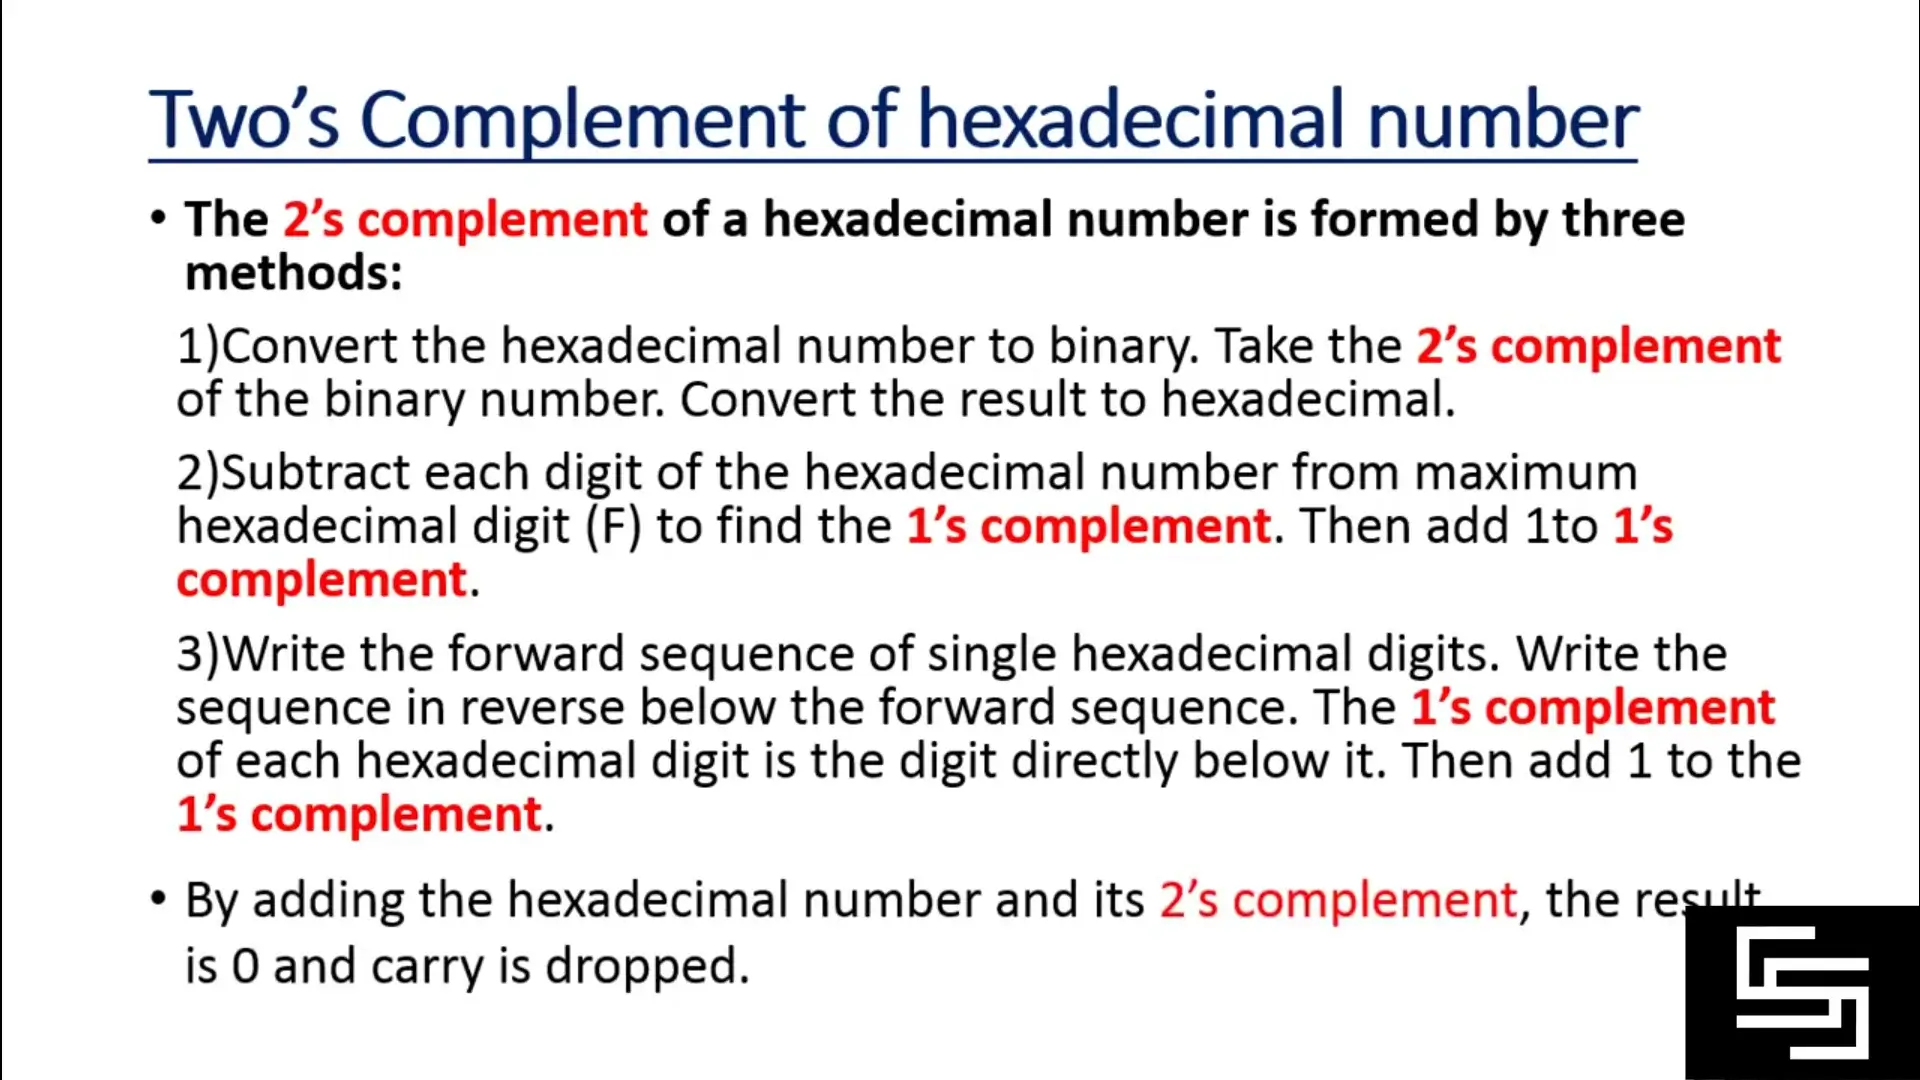 Two’s Complement of hexadecimal number
• The 2’s complement of a hexadecimal number is formed by three
methods:
1)Convert the hexadecimal number to binary. Take the 2’s complement
of the binary number. Convert the result to hexadecimal.
2)Subtract each digit of the hexadecimal number from maximum
hexadecimal digit (F) to find the 1’s complement. Then add 1to 1’s
complement.
3)Write the forward sequence of single hexadecimal digits. Write the
sequence in reverse below the forward sequence. The 1’s complement
of each hexadecimal digit is the digit directly below it. Then add 1 to the
1’s complement.
• By adding the hexadecimal number and its 2’s complement, the result
is 0 and carry is dropped.